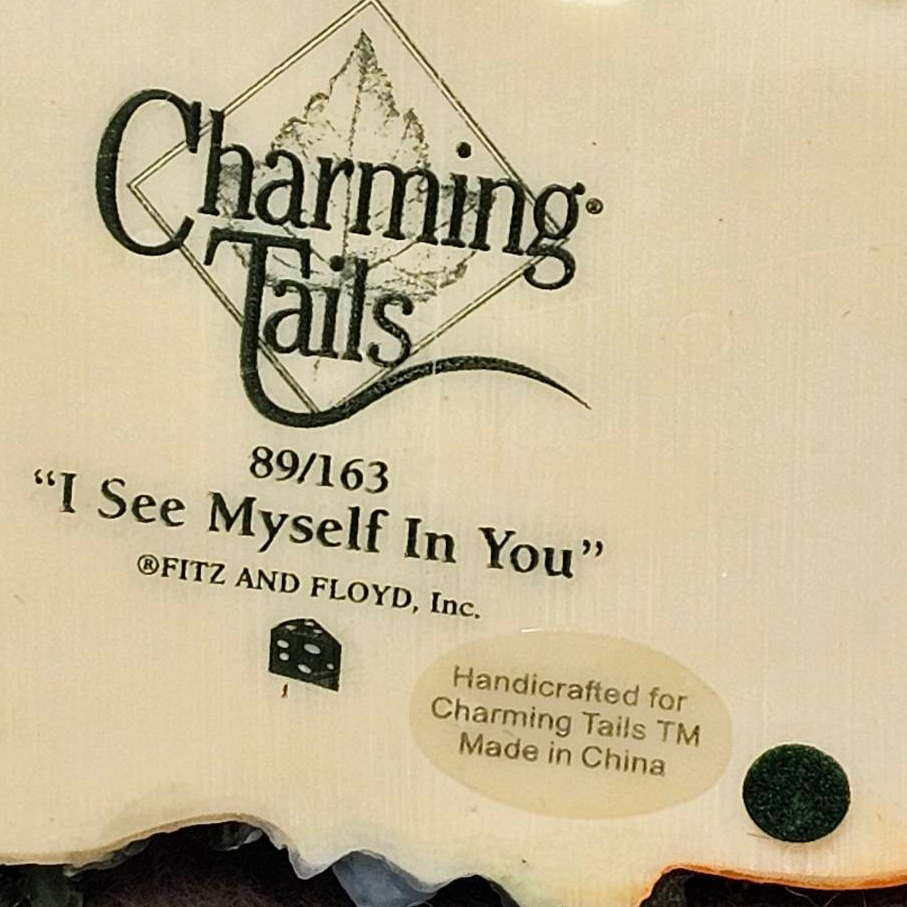 Charming®
Tails
89/163
“I See Myself In You”
®FITZ AND FLOYD, Inc.
Handicrafted for
Charming Tails TM
Made in China